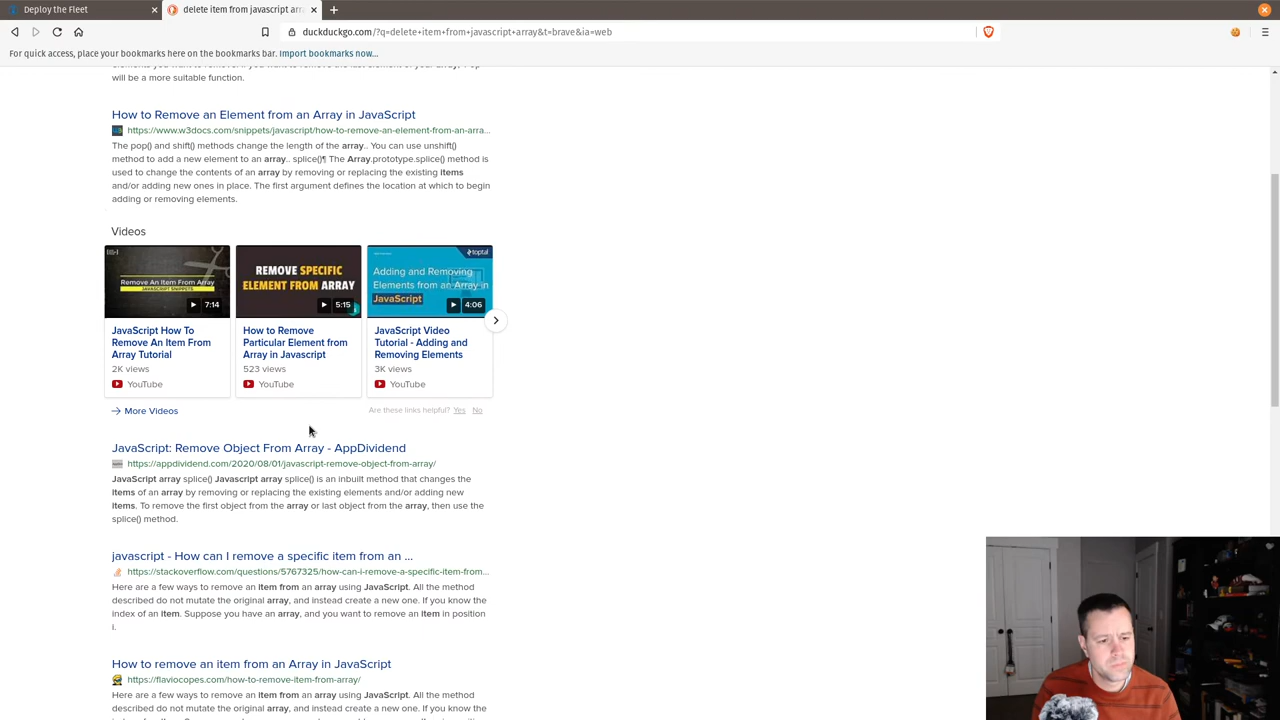 Deploy the Fleet
delete item from javascript arr
duckduckgo.com/?q=delete+item+from+javascript+array&t=brave&ia=web
For quick access, place your bookmarks here on the bookmarks bar. Import bookmarks now...
will be a more suitable function.
How to Remove an Element from an Array in JavaScript
https://www.w3docs.com/snippets/javascript/how-to-remove-an-element-from-an-arra...
The pop() and shift() methods change the length of the array.. You can use unshift()
method to add a new element to an array.. splice()¶ The Array.prototype.splice() method is
used to change the contents of an array by removing or replacing the existing items
and/or adding new ones in place. The first argument defines the location at which to begin
adding or removing elements.
Videos
Remove An Item From Array
JAVASCRIPT SNIPPETS
7:14
REMOVE SPECIFIC
ELEMENT FROM ARRAY
5:15
toptal
Adding and Removing
Elements from an Array in
JavaScript
4:06
JavaScript How To
Remove An Item From
Array Tutorial
2K views
YouTube
How to Remove
Particular Element from
Array in Javascript
523 views
YouTube
JavaScript Video
Tutorial - Adding and
Removing Elements
3K views
YouTube
More Videos
Are these links helpful? Yes No
JavaScript: Remove Object From Array - AppDividend
https://appdividend.com/2020/08/01/javascript-remove-object-from-array/
JavaScript array splice() Javascript array splice() is an inbuilt method that changes the
items of an array by removing or replacing the existing elements and/or adding new
items. To remove the first object from the array or last object from the array, then use the
splice() method.
javascript - How can I remove a specific item from an ...
https://stackoverflow.com/questions/5767325/how-can-i-remove-a-specific-item-from...
Here are a few ways to remove an item from an array using JavaScript. All the method
described do not mutate the original array, and instead create a new one. If you know the
index of an item. Suppose you have an array, and you want to remove an item in position
i.
How to remove an item from an Array in JavaScript
https://flaviocopes.com/how-to-remove-item-from-array/
Here are a few ways to remove an item from an array using JavaScript. All the method
described do not mutate the original array, and instead create a new one. If you know the